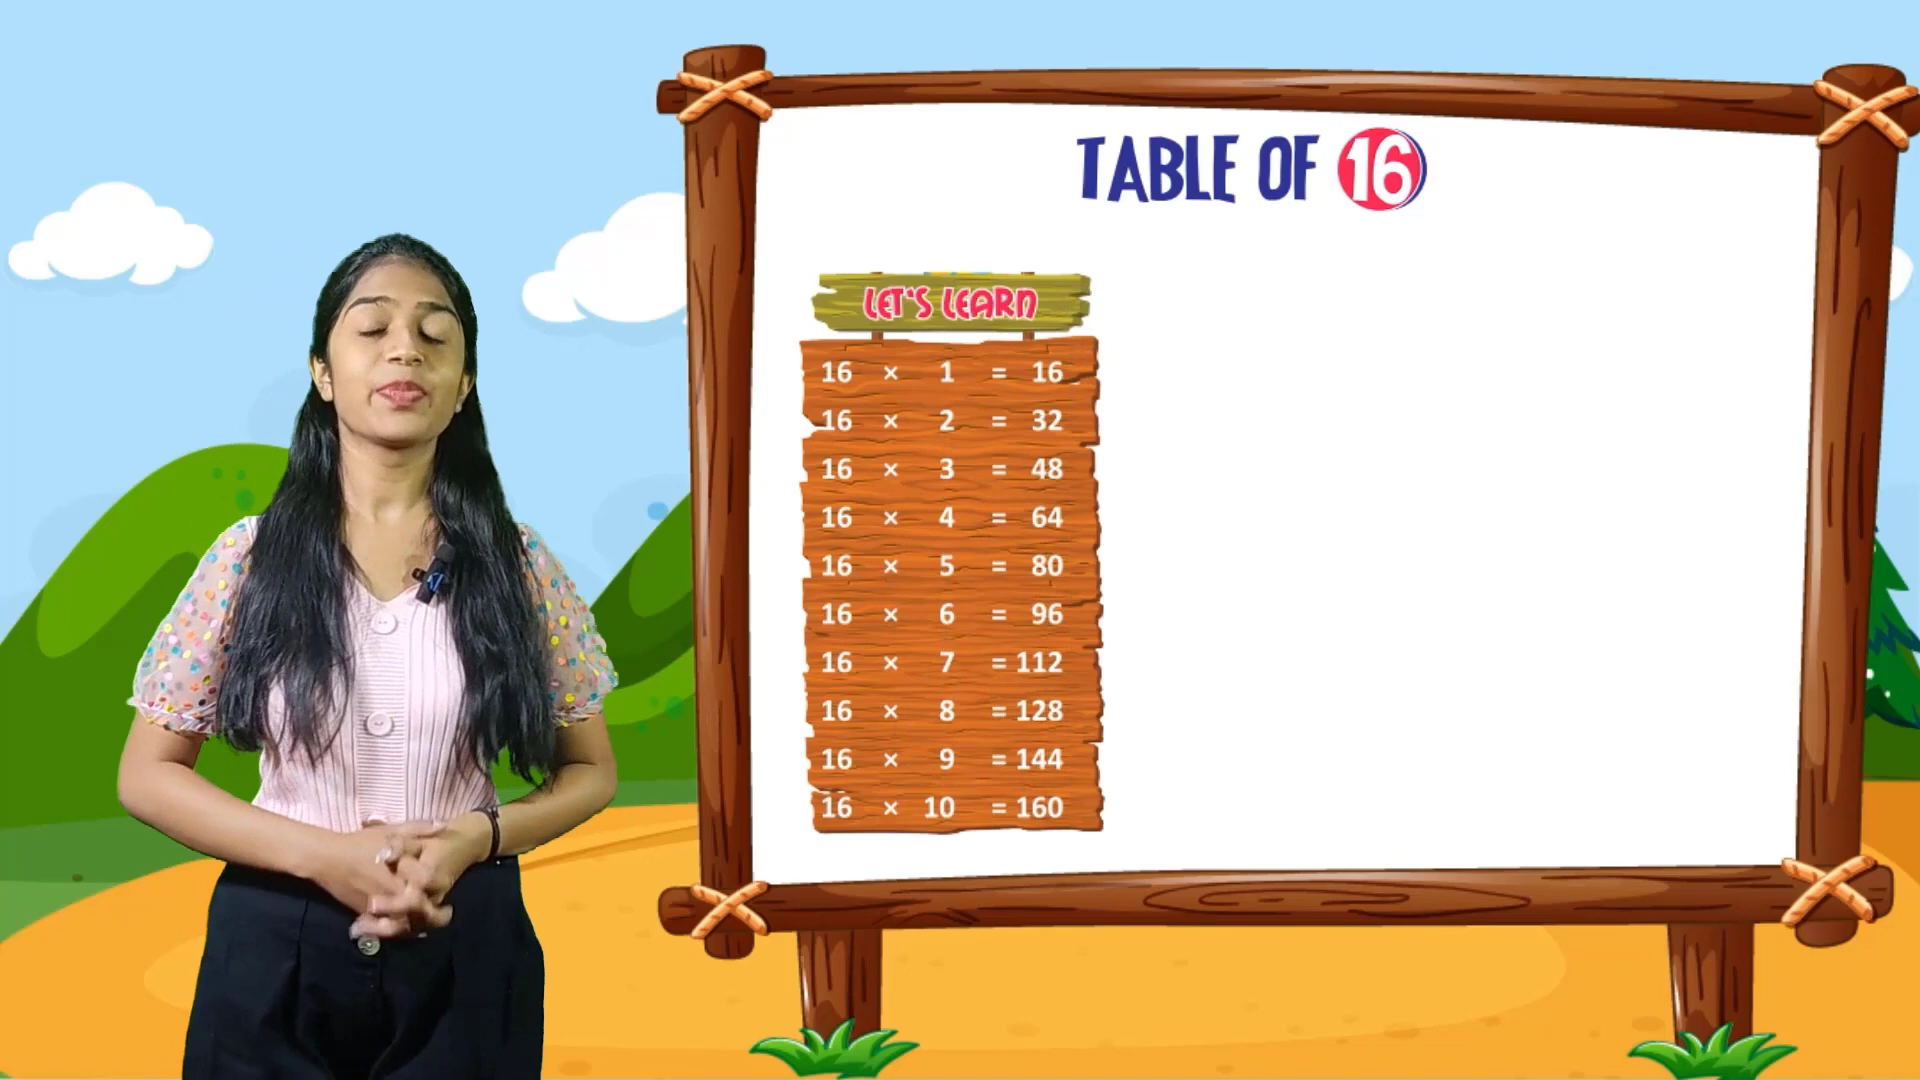 TABLE OF 16
LET'S LEARN
16 × 1 = 16
16 × 2 = 32
16 × 3 = 48
16 × 4 = 64
16 × 5 = 80
16 × 6 = 96
16 × 7 = 112
16 × 8 = 128
16 × 9 = 144
16 × 10 = 160